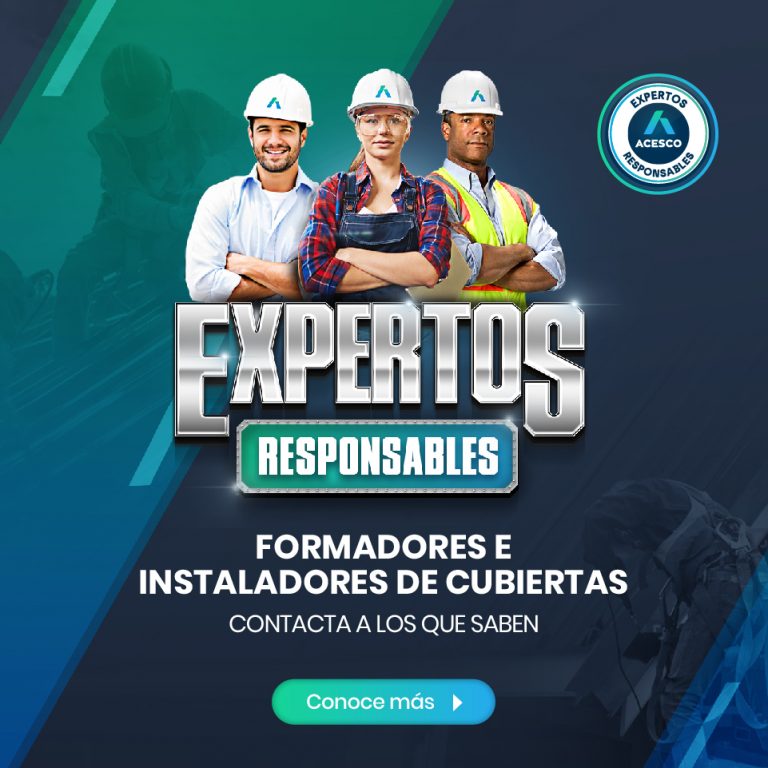 EXPERTOS
ACESCO
RESPONSABLES
EXPERTOS
RESPONSABLES
FORMADORES E
INSTALADORES DE CUBIERTAS
CONTACTA A LOS QUE SABEN
Conoce más